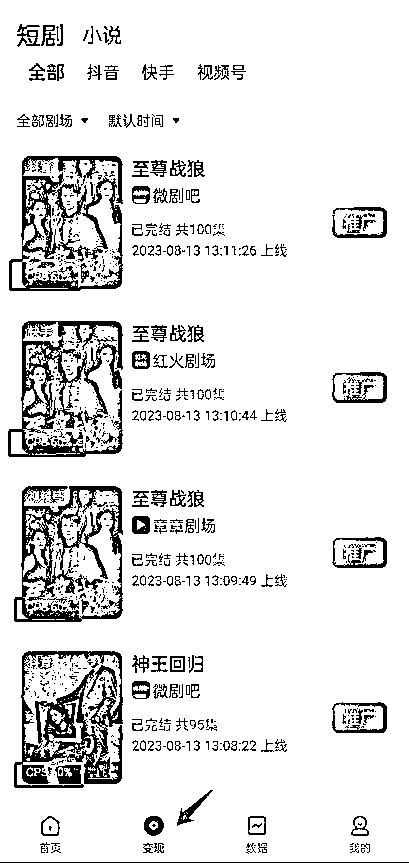 短剧 小说
全部 抖音 快手 视频号
全部剧场 默认时间
至尊战狼
微剧吧
已完结 共100集
2023-08-13 13:11:26 上线
推广
至尊战狼
红火剧场
已完结 共100集
2023-08-13 13:10:44 上线
推广
至尊战狼
章章剧场
已完结 共100集
2023-08-13 13:09:49 上线
推广
神王回归
微剧吧
已完结 共95集
2023-08-13 13:08:22 上线
推广
首页 变现 数据 我的